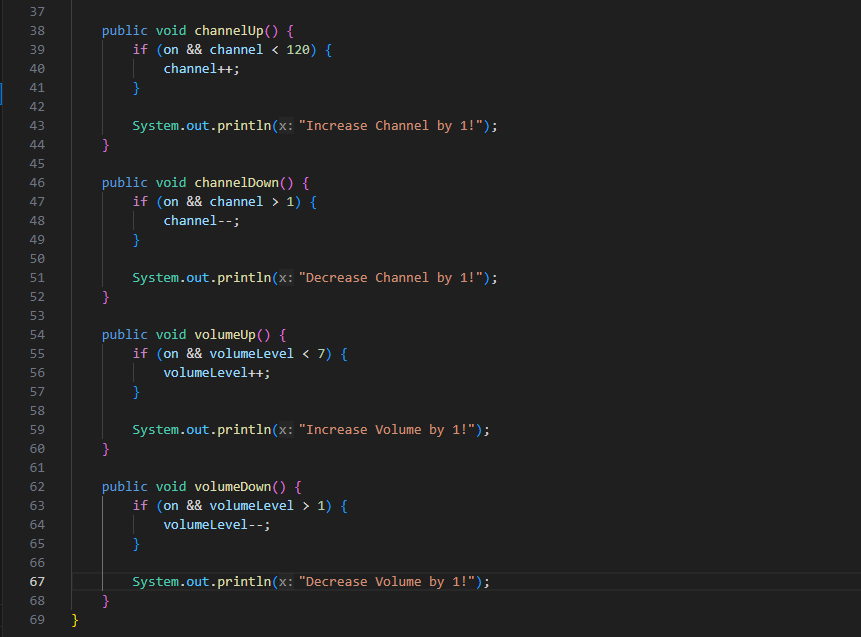 37
38 public void channelUp() {
39 if (on && channel < 120) {
40 channel++;
41 }
42
43 System.out.println(x: "Increase Channel by 1!");
44 }
45
46 public void channelDown() {
47 if (on && channel > 1) {
48 channel--;
49 }
50
51 System.out.println(x: "Decrease Channel by 1!");
52 }
53
54 public void volumeUp() {
55 if (on && volumeLevel < 7) {
56 volumeLevel++;
57 }
58
59 System.out.println(x: "Increase Volume by 1!");
60 }
61
62 public void volumeDown() {
63 if (on && volumeLevel > 1) {
64 volumeLevel--;
65 }
66
67 System.out.println(x: "Decrease Volume by 1!");
68 }
69 }